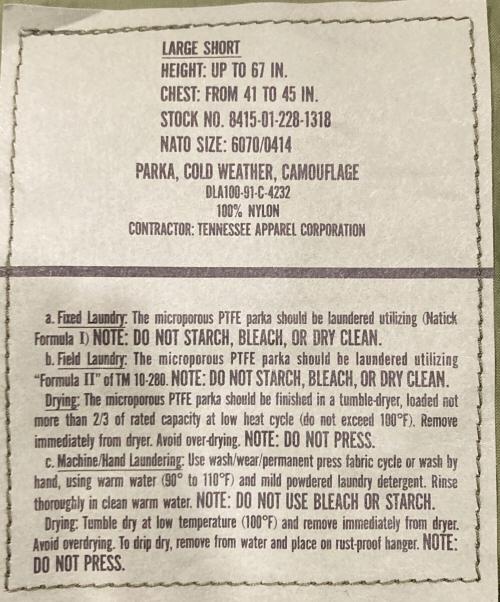 LARGE SHORT
HEIGHT: UP TO 67 IN.
CHEST: FROM 41 TO 45 IN.
STOCK NO. 8415-01-228-1318
NATO SIZE: 6070/0414
PARKA, COLD WEATHER, CAMOUFLAGE
DLA100-91-C-4232
100% NYLON
CONTRACTOR: TENNESSEE APPAREL CORPORATION
a. Fixed Laundry: The microporous PTFE parka should be laundered utilizing (Natick
Formula I) NOTE: DO NOT STARCH, BLEACH, OR DRY CLEAN.
b. Field Laundry: The microporous PTFE parka should be laundered utilizing
"Formula II" of TM 10-280. NOTE: DO NOT STARCH, BLEACH, OR DRY CLEAN.
Drying: The microporous PTFE parka should be finished in a tumble-dryer, loaded not
more than 2/3 of rated capacity at low heat cycle (do not exceed 100°F). Remove
immediately from dryer. Avoid over-drying. NOTE: DO NOT PRESS.
c. Machine/Hand Laundering: Use wash/wear/permanent press fabric cycle or wash by
hand, using warm water (90° to 110°F) and mild powdered laundry detergent. Rinse
thoroughly in clean warm water. NOTE: DO NOT USE BLEACH OR STARCH.
Drying: Tumble dry at low temperature (100°F) and remove immediately from dryer.
Avoid overdrying. To drip dry, remove from water and place on rust-proof hanger. NOTE:
DO NOT PRESS.